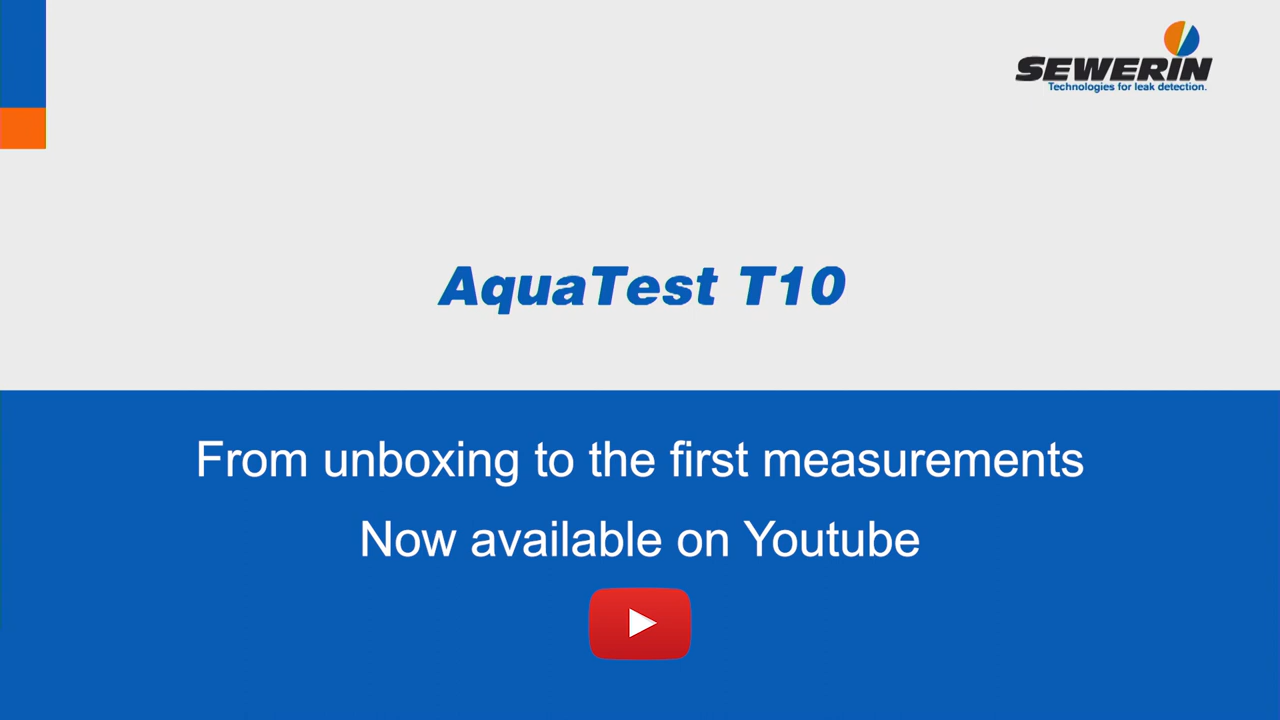 SEWERIN
Technologies for leak detection.
AquaTest T10
From unboxing to the first measurements
Now available on Youtube